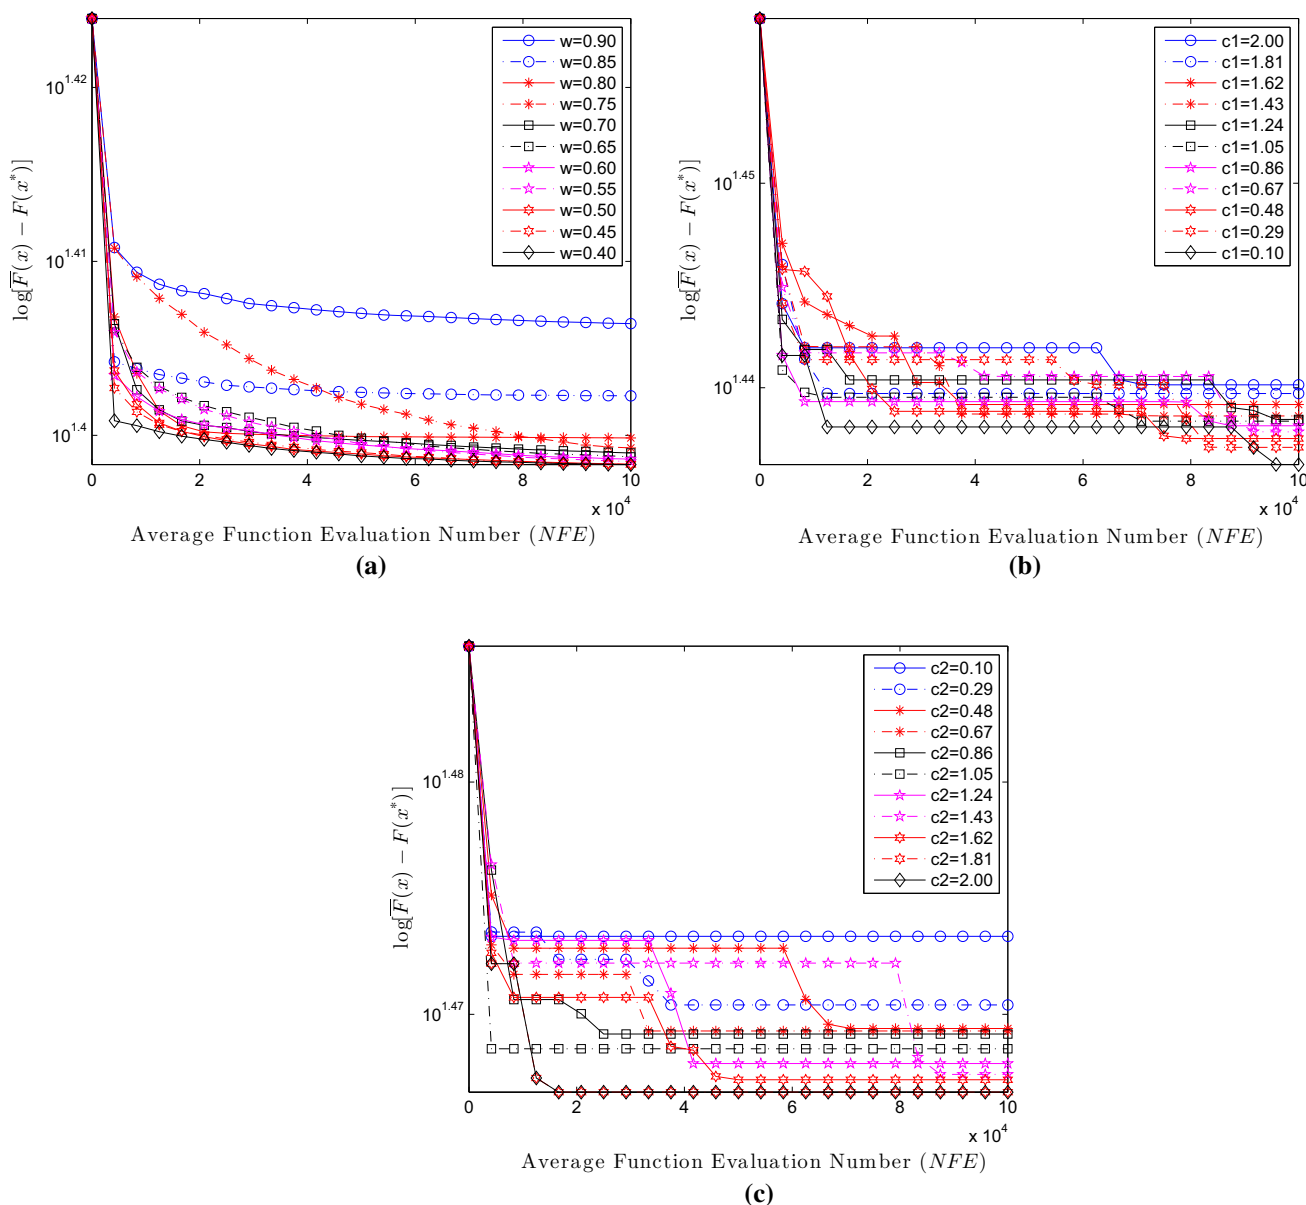 10^1.42
10^1.41
10^1.4
log[F̅(x) − F(x*)]
w=0.90
w=0.85
w=0.80
w=0.75
w=0.70
w=0.65
w=0.60
w=0.55
w=0.50
w=0.45
w=0.40
0 2 4 6 8 10
x 10^4
Average Function Evaluation Number (NFE)
(a)
10^1.45
10^1.44
log[F̅(x) − F(x*)]
c1=2.00
c1=1.81
c1=1.62
c1=1.43
c1=1.24
c1=1.05
c1=0.86
c1=0.67
c1=0.48
c1=0.29
c1=0.10
0 2 4 6 8 10
x 10^4
Average Function Evaluation Number (NFE)
(b)
10^1.48
10^1.47
log[F̅(x) − F(x*)]
c2=0.10
c2=0.29
c2=0.48
c2=0.67
c2=0.86
c2=1.05
c2=1.24
c2=1.43
c2=1.62
c2=1.81
c2=2.00
0 2 4 6 8 10
x 10^4
Average Function Evaluation Number (NFE)
(c)